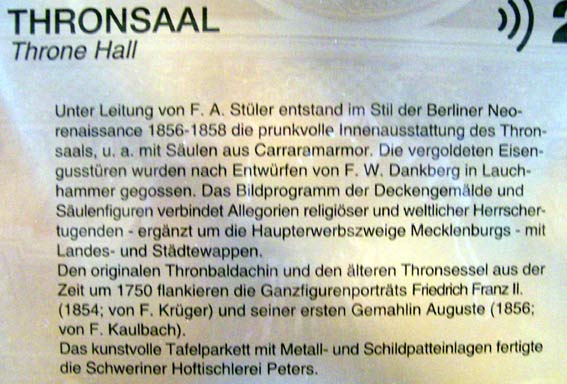 THRONSAAL
Throne Hall
Unter Leitung von F. A. Stüler entstand im Stil der Berliner Neo-
renaissance 1856-1858 die prunkvolle Innenausstattung des Thron-
saals, u. a. mit Säulen aus Carraramarmor. Die vergoldeten Eisen-
gusstüren wurden nach Entwürfen von F. W. Dankberg in Lauch-
hammer gegossen. Das Bildprogramm der Deckengemälde und
Säulenfiguren verbindet Allegorien religiöser und weltlicher Herrscher-
tugenden - ergänzt um die Haupterwerbszweige Mecklenburgs - mit
Landes- und Städtewappen.
Den originalen Thronbaldachin und den älteren Thronsessel aus der
Zeit um 1750 flankieren die Ganzfigurenporträts Friedrich Franz II.
(1854; von F. Krüger) und seiner ersten Gemahlin Auguste (1856;
von F. Kaulbach).
Das kunstvolle Tafelparkett mit Metall- und Schildpatteinlagen fertigte
die Schweriner Hoftischlerei Peters.